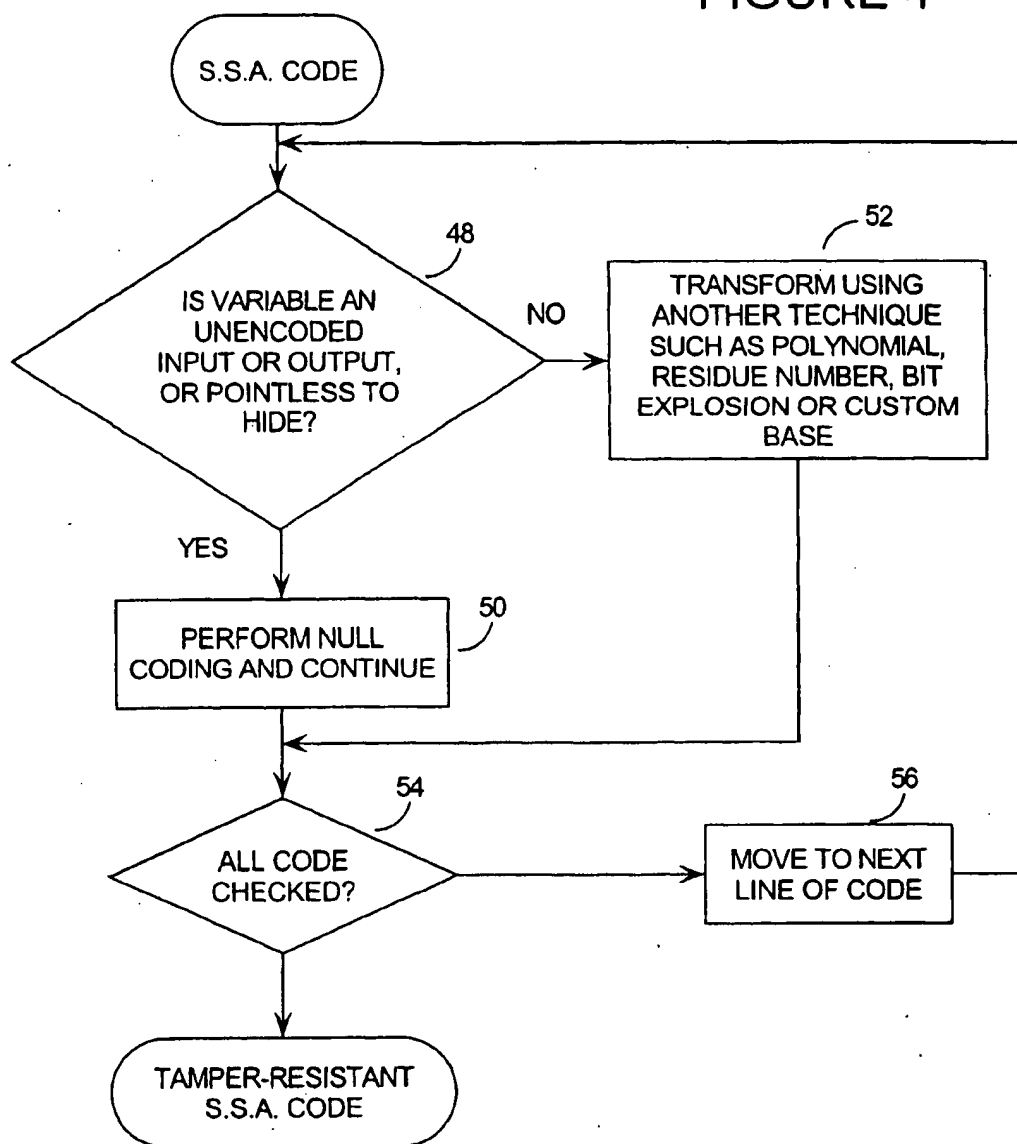 FIGURE 4
S.S.A. CODE
48
IS VARIABLE AN
UNENCODED
INPUT OR OUTPUT,
OR POINTLESS TO
HIDE?
NO
52
TRANSFORM USING
ANOTHER TECHNIQUE
SUCH AS POLYNOMIAL,
RESIDUE NUMBER, BIT
EXPLOSION OR CUSTOM
BASE
YES
50
PERFORM NULL
CODING AND CONTINUE
54
ALL CODE
CHECKED?
56
MOVE TO NEXT
LINE OF CODE
TAMPER-RESISTANT
S.S.A. CODE